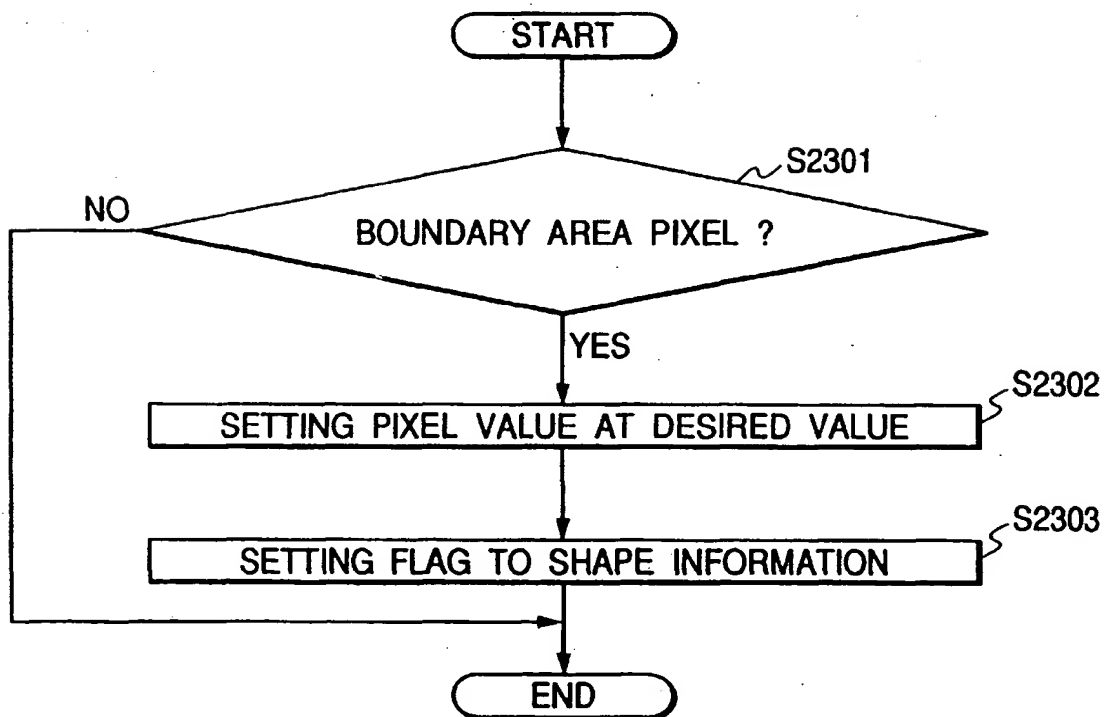 START
S2301
NO
BOUNDARY AREA PIXEL ?
YES
S2302
SETTING PIXEL VALUE AT DESIRED VALUE
S2303
SETTING FLAG TO SHAPE INFORMATION
END